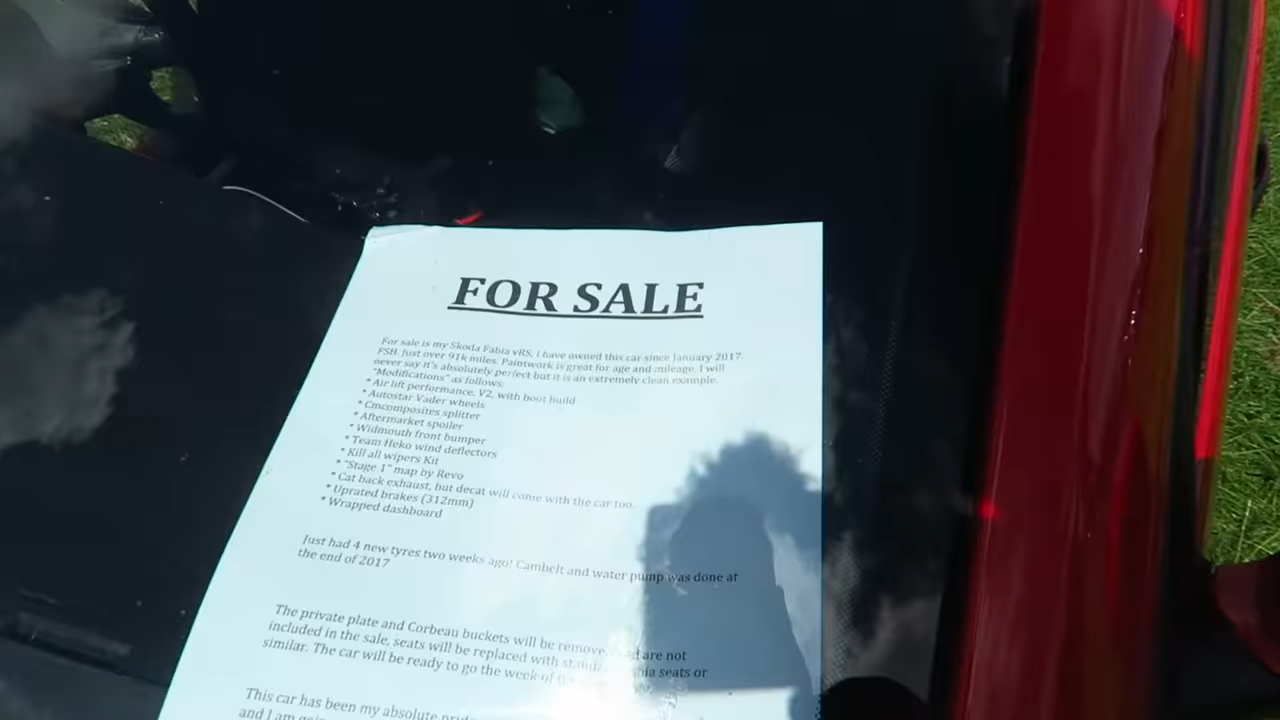 FOR SALE
For sale is my Skoda Fabia vRS, I have owned this car since January 2017.
FSH. Just over 91k miles. Paintwork is great for age and mileage. I will
never say it's absolutely perfect but it is an extremely clean example.
"Modifications" as follows:
* Air lift performance, V2, with boot build
* Autostar Vader wheels
* Cmcomposites splitter
* Aftermarket spoiler
* Widmouth front bumper
* Team Heko wind deflectors
* Kill all wipers Kit
* "Stage 1" map by Revo
* Cat back exhaust, but decat will come with the car too.
* Uprated brakes (312mm)
* Wrapped dashboard
Just had 4 new tyres two weeks ago! Cambelt and water pump was done at
the end of 2017
The private plate and Corbeau buckets will be remove are not
included in the sale, seats will be replaced with seats or
similar. The car will be ready to go the week of
This car has been my absolute
and I am